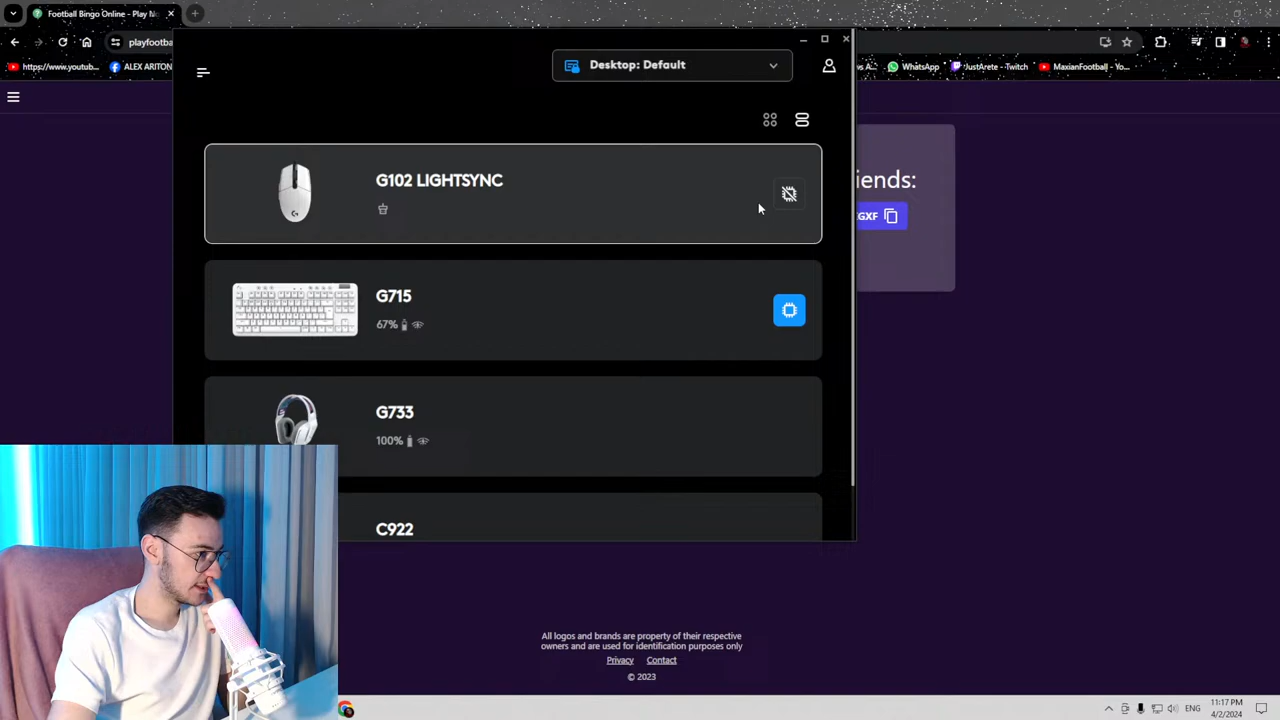 Football Bingo Online - Play N
playfootba
https://www.youtub...
ALEX ARITON
WhatsApp
JustArete - Twitch
MaxianFootball - Yo...
Desktop: Default
G102 LIGHTSYNC
iends:
GXF
G715
67%
G733
100%
C922
All logos and brands are property of their respective
owners and are used for identification purposes only
Privacy Contact
© 2023
ENG
11:17 PM
4/2/2024